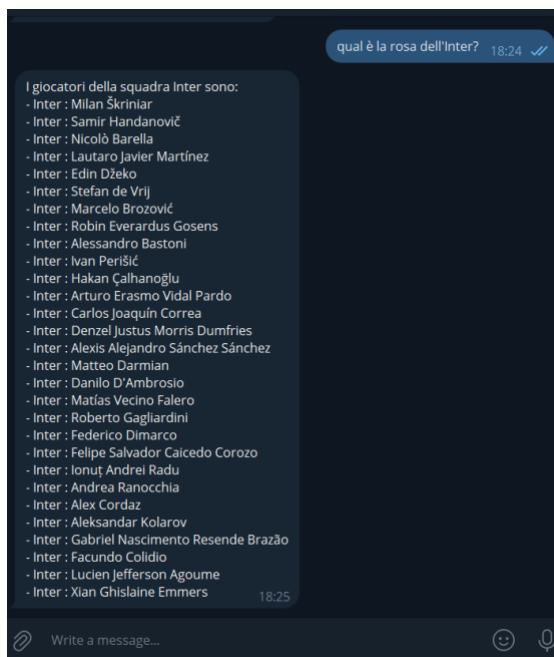 qual è la rosa dell'Inter? 18:24
I giocatori della squadra Inter sono:
- Inter : Milan Škriniar
- Inter : Samir Handanovič
- Inter : Nicolò Barella
- Inter : Lautaro Javier Martínez
- Inter : Edin Džeko
- Inter : Stefan de Vrij
- Inter : Marcelo Brozović
- Inter : Robin Everardus Gosens
- Inter : Alessandro Bastoni
- Inter : Ivan Perišić
- Inter : Hakan Çalhanoğlu
- Inter : Arturo Erasmo Vidal Pardo
- Inter : Carlos Joaquín Correa
- Inter : Denzel Justus Morris Dumfries
- Inter : Alexis Alejandro Sánchez Sánchez
- Inter : Matteo Darmian
- Inter : Danilo D'Ambrosio
- Inter : Matías Vecino Falero
- Inter : Roberto Gagliardini
- Inter : Federico Dimarco
- Inter : Felipe Salvador Caicedo Corozo
- Inter : Ionuț Andrei Radu
- Inter : Andrea Ranocchia
- Inter : Alex Cordaz
- Inter : Aleksandar Kolarov
- Inter : Gabriel Nascimento Resende Brazão
- Inter : Facundo Colidio
- Inter : Lucien Jefferson Agoume
- Inter : Xian Ghislaine Emmers 18:25
Write a message...